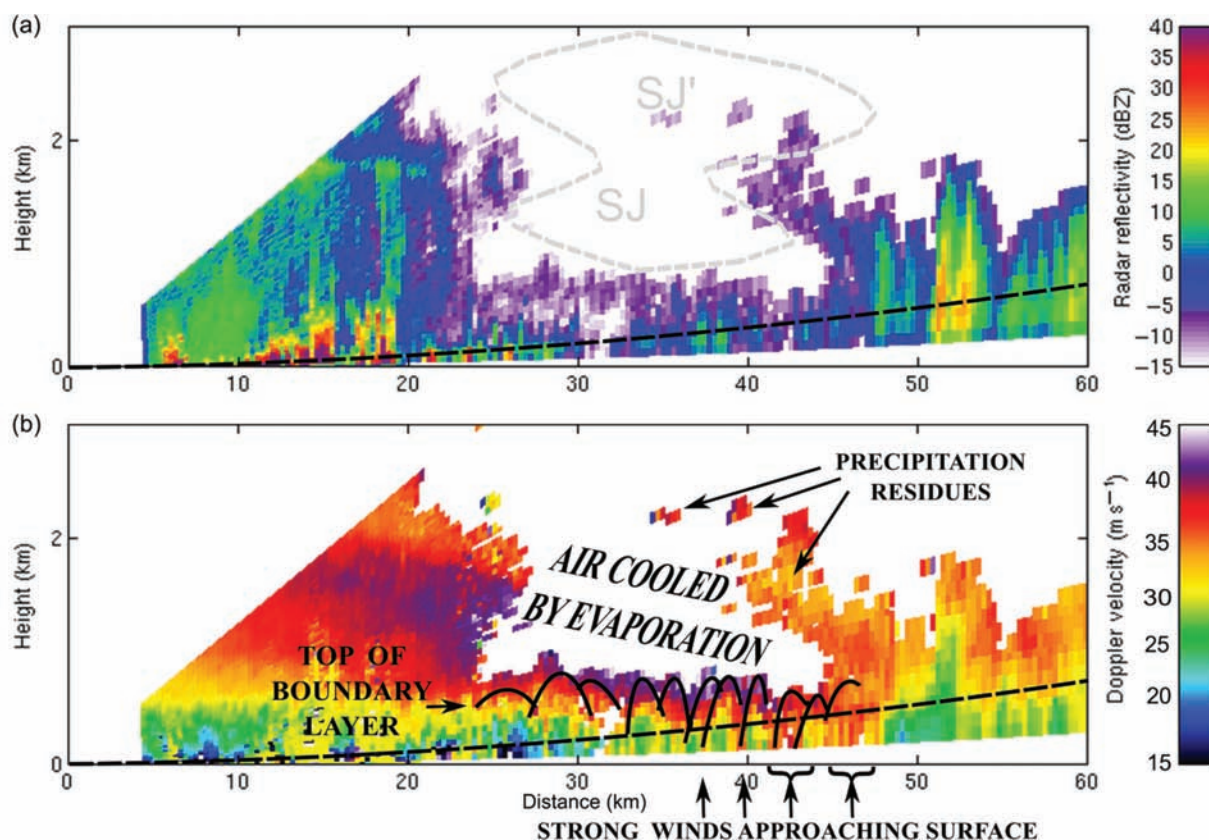 (a)
SJ'
SJ
Height (km)
2
0
0
10
20
30
40
50
60
40
35
30
25
20
15
10
5
0
−5
−10
−15
Radar reflectivity (dBZ)
(b)
PRECIPITATION
RESIDUES
AIR COOLED
BY EVAPORATION
TOP OF
BOUNDARY
LAYER
Height (km)
2
0
0
10
20
30
40
50
60
Distance (km)
STRONG WINDS APPROACHING SURFACE
45
40
35
30
25
20
15
Doppler velocity (m s⁻¹)